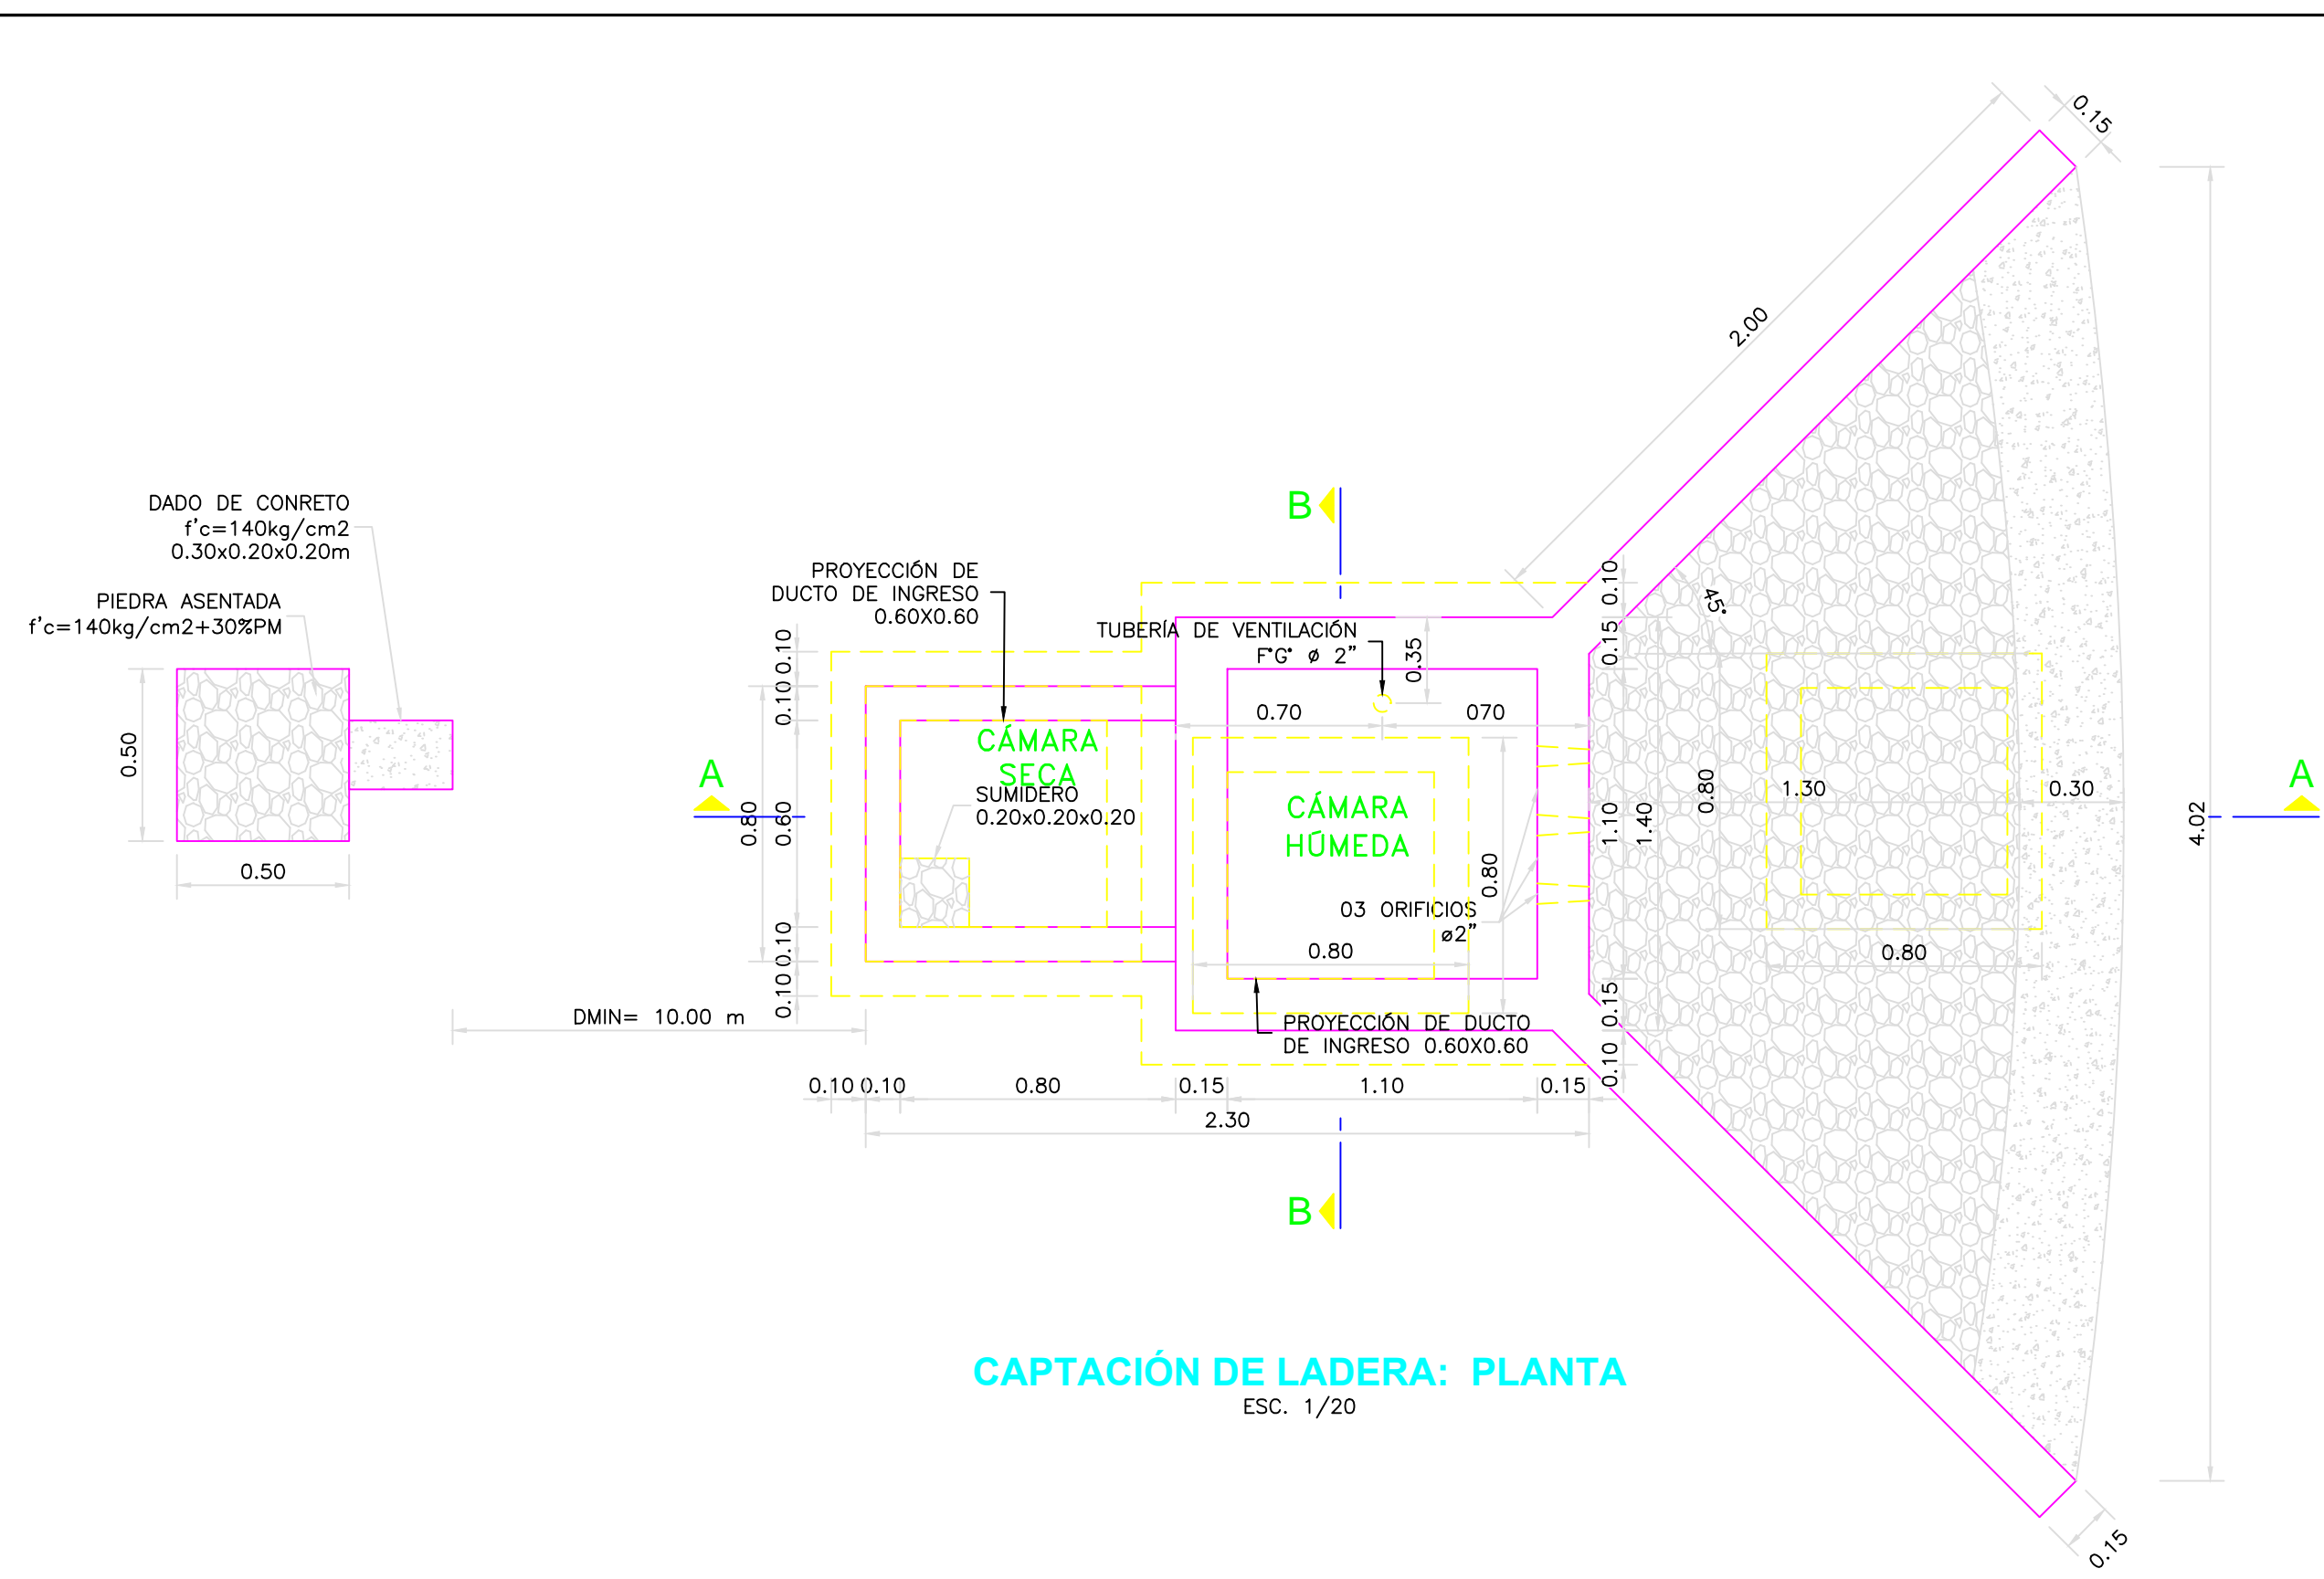 0.15
2.00
DADO DE CONRETO
f'c=140kg/cm2
0.30x0.20x0.20m
PIEDRA ASENTADA
f'c=140kg/cm2+30%PM
0.50
0.50
PROYECCIÓN DE
DUCTO DE INGRESO
0.60X0.60
B
TUBERÍA DE VENTILACIÓN
F°G° ø 2"
0.35
0.70
070
0.10
0.10
0.80
0.60
0.10
0.10
A
CÁMARA
SECA
SUMIDERO
0.20x0.20x0.20
CÁMARA
HÚMEDA
0.80
03 ORIFICIOS
ø2"
0.80
PROYECCIÓN DE DUCTO
DE INGRESO 0.60X0.60
0.10
0.15
1.10
1.40
0.15
0.10
45°
0.80
1.30
0.30
0.80
4.02
A
DMIN= 10.00 m
0.10
0.10
0.80
0.15
1.10
0.15
2.30
B
0.15
CAPTACIÓN DE LADERA: PLANTA
ESC. 1/20